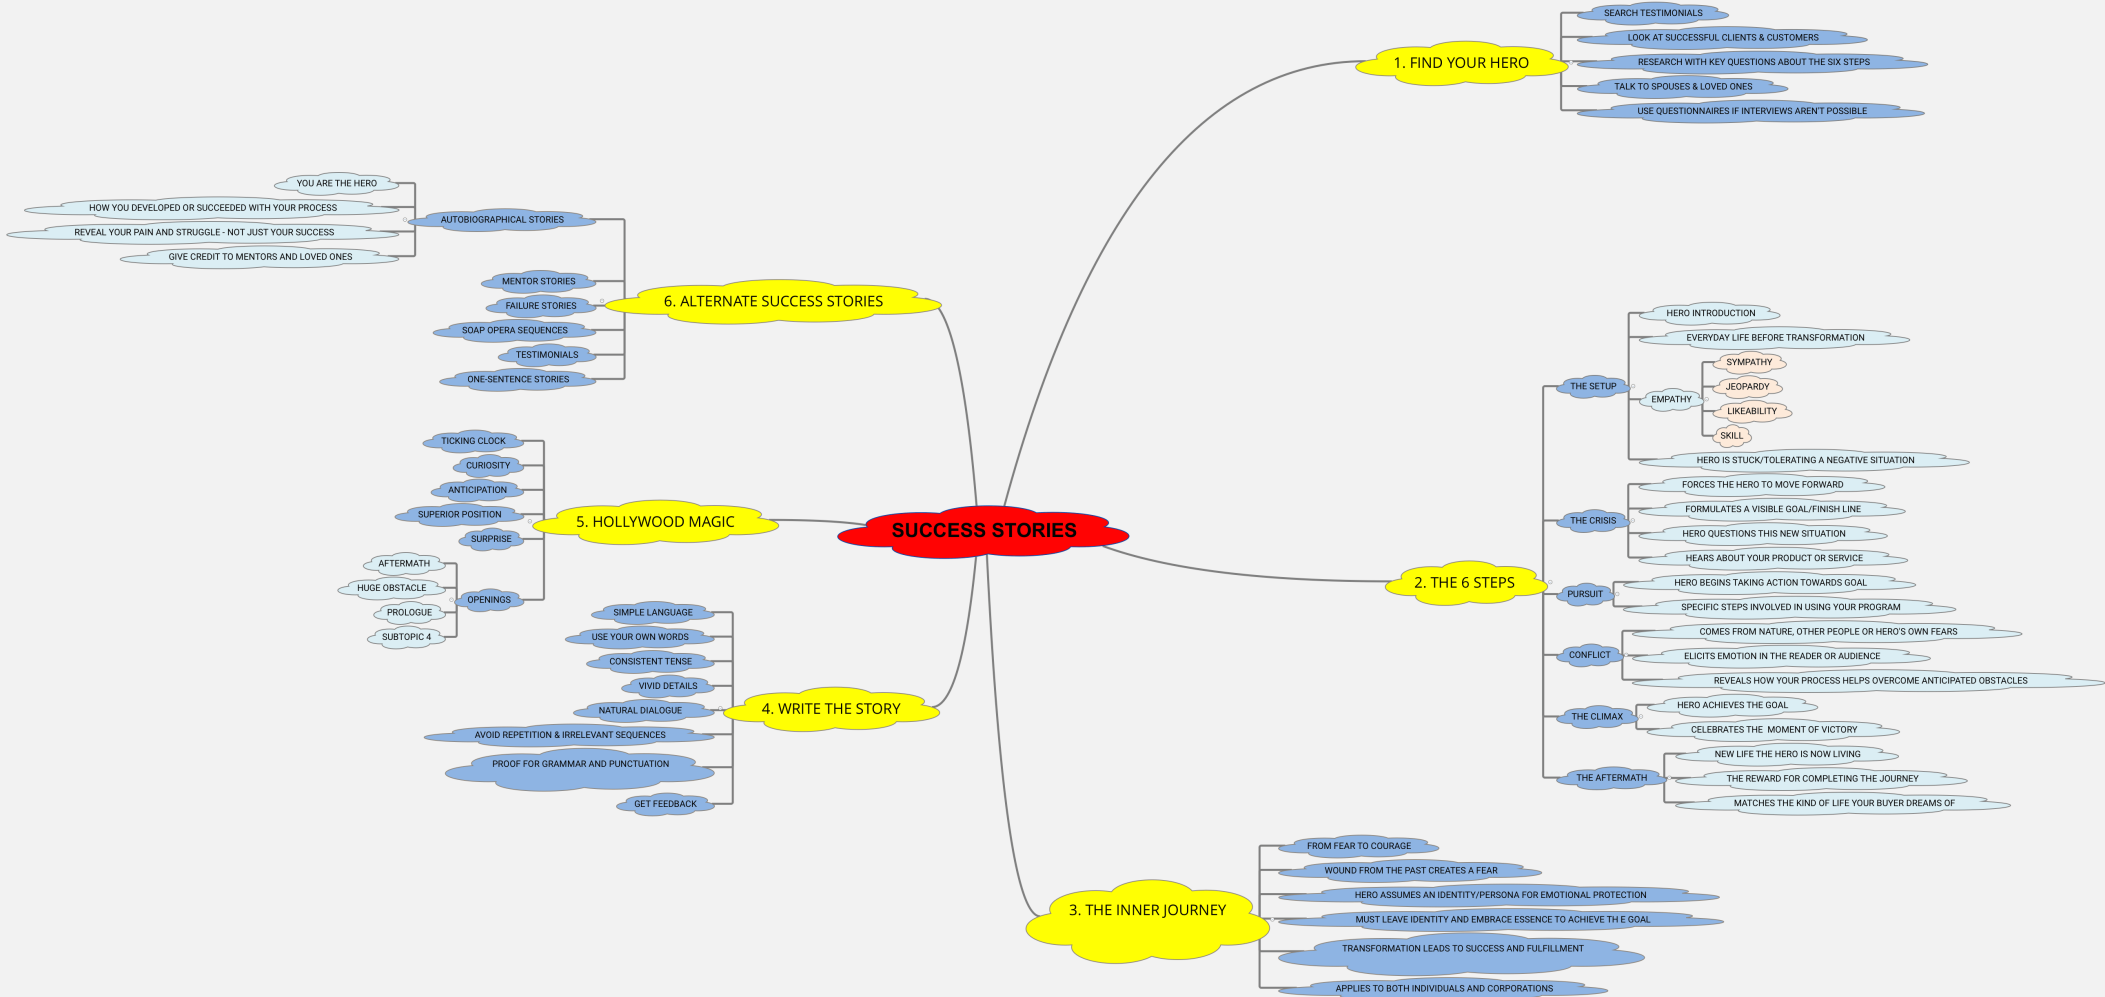 SUCCESS STORIES
1. FIND YOUR HERO
SEARCH TESTIMONIALS
LOOK AT SUCCESSFUL CLIENTS & CUSTOMERS
RESEARCH WITH KEY QUESTIONS ABOUT THE SIX STEPS
TALK TO SPOUSES & LOVED ONES
USE QUESTIONNAIRES IF INTERVIEWS AREN'T POSSIBLE
2. THE 6 STEPS
THE SETUP
HERO INTRODUCTION
EVERYDAY LIFE BEFORE TRANSFORMATION
EMPATHY
SYMPATHY
JEOPARDY
LIKEABILITY
SKILL
HERO IS STUCK/TOLERATING A NEGATIVE SITUATION
THE CRISIS
FORCES THE HERO TO MOVE FORWARD
FORMULATES A VISIBLE GOAL/FINISH LINE
HERO QUESTIONS THIS NEW SITUATION
HEARS ABOUT YOUR PRODUCT OR SERVICE
PURSUIT
HERO BEGINS TAKING ACTION TOWARDS GOAL
SPECIFIC STEPS INVOLVED IN USING YOUR PROGRAM
CONFLICT
COMES FROM NATURE, OTHER PEOPLE OR HERO'S OWN FEARS
ELICITS EMOTION IN THE READER OR AUDIENCE
REVEALS HOW YOUR PROCESS HELPS OVERCOME ANTICIPATED OBSTACLES
THE CLIMAX
HERO ACHIEVES THE GOAL
CELEBRATES THE  MOMENT OF VICTORY
THE AFTERMATH
NEW LIFE THE HERO IS NOW LIVING
THE REWARD FOR COMPLETING THE JOURNEY
MATCHES THE KIND OF LIFE YOUR BUYER DREAMS OF
3. THE INNER JOURNEY
FROM FEAR TO COURAGE
WOUND FROM THE PAST CREATES A FEAR
HERO ASSUMES AN IDENTITY/PERSONA FOR EMOTIONAL PROTECTION
MUST LEAVE IDENTITY AND EMBRACE ESSENCE TO ACHIEVE TH E GOAL
TRANSFORMATION LEADS TO SUCCESS AND FULFILLMENT
APPLIES TO BOTH INDIVIDUALS AND CORPORATIONS
4. WRITE THE STORY
SIMPLE LANGUAGE
USE YOUR OWN WORDS
CONSISTENT TENSE
VIVID DETAILS
NATURAL DIALOGUE
AVOID REPETITION & IRRELEVANT SEQUENCES
PROOF FOR GRAMMAR AND PUNCTUATION
GET FEEDBACK
5. HOLLYWOOD MAGIC
TICKING CLOCK
CURIOSITY
ANTICIPATION
SUPERIOR POSITION
SURPRISE
OPENINGS
AFTERMATH
HUGE OBSTACLE
PROLOGUE
SUBTOPIC 4
6. ALTERNATE SUCCESS STORIES
AUTOBIOGRAPHICAL STORIES
YOU ARE THE HERO
HOW YOU DEVELOPED OR SUCCEEDED WITH YOUR PROCESS
REVEAL YOUR PAIN AND STRUGGLE - NOT JUST YOUR SUCCESS
GIVE CREDIT TO MENTORS AND LOVED ONES
MENTOR STORIES
FAILURE STORIES
SOAP OPERA SEQUENCES
TESTIMONIALS
ONE-SENTENCE STORIES